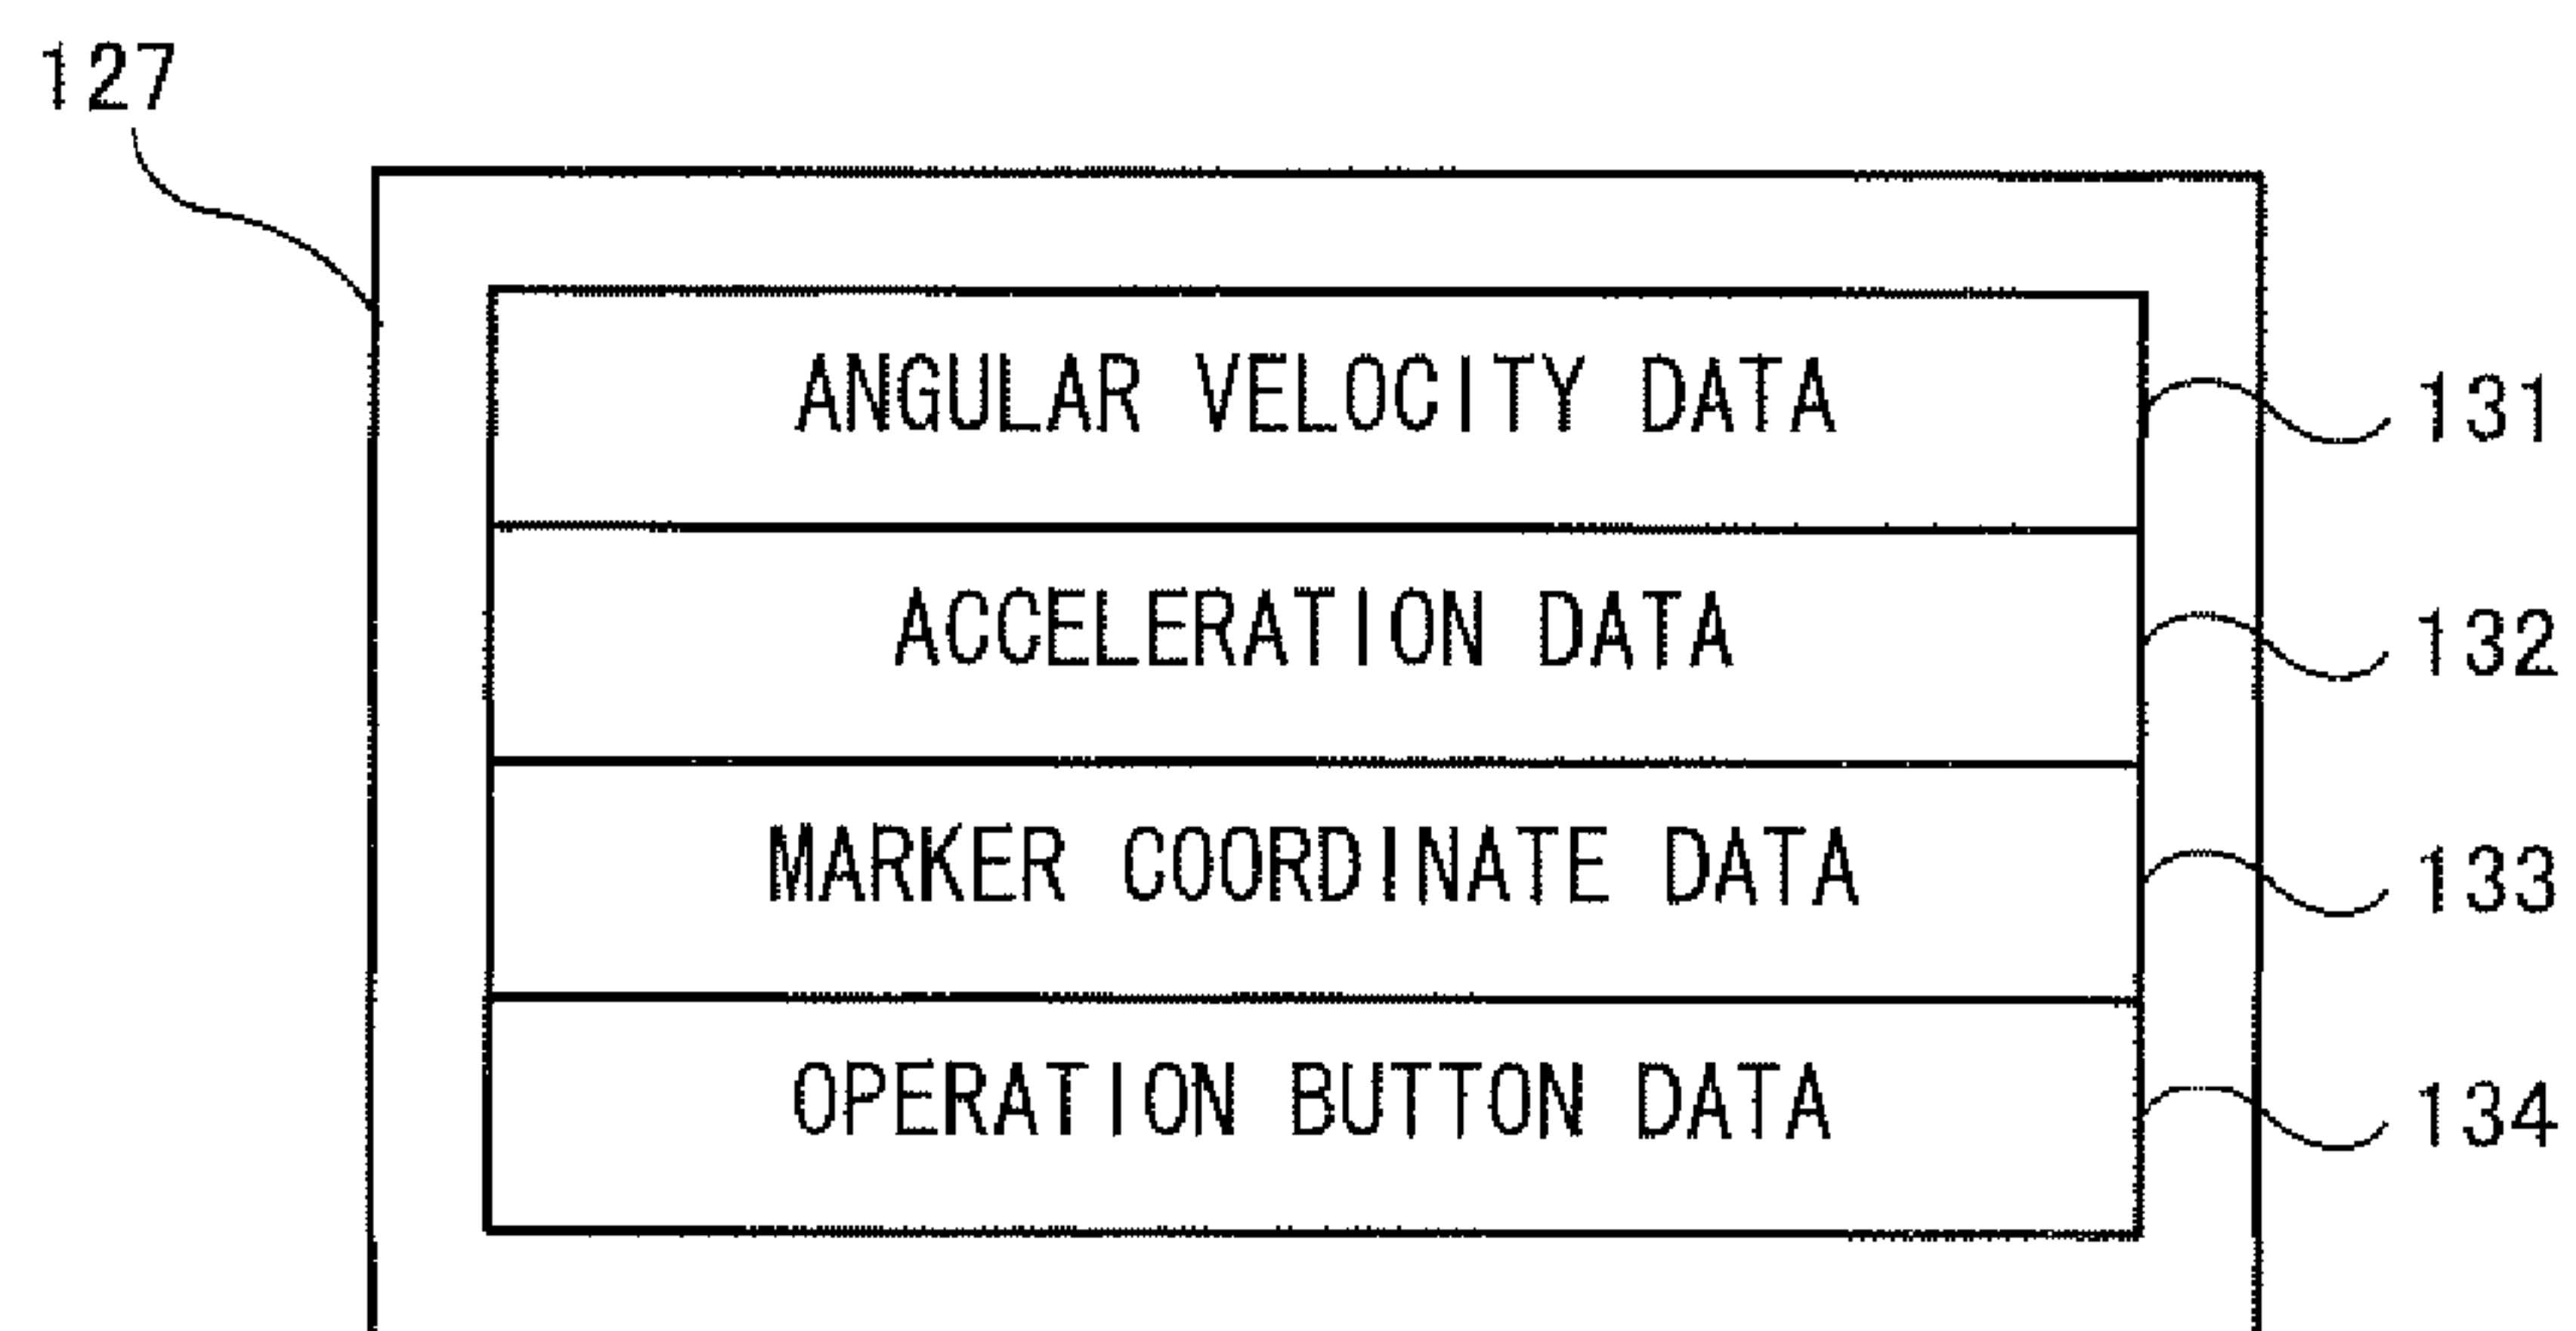 127
ANGULAR VELOCITY DATA 131
ACCELERATION DATA 132
MARKER COORDINATE DATA 133
OPERATION BUTTON DATA 134